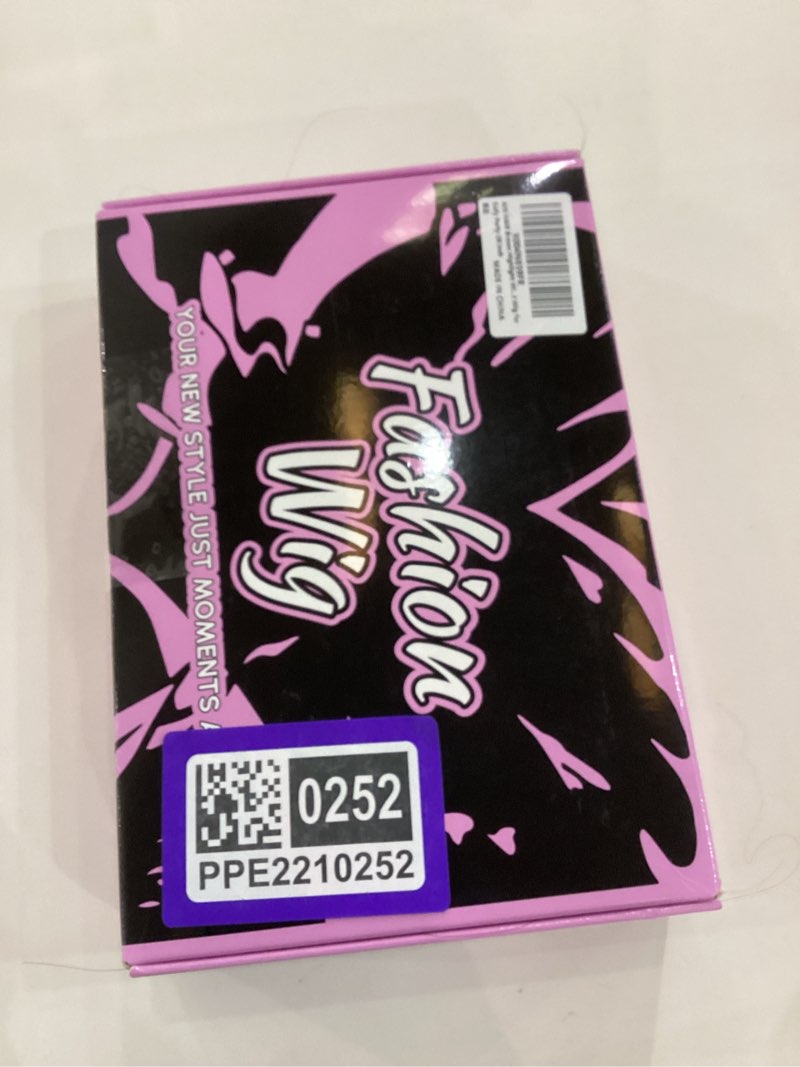 Fashion
Wig
YOUR NEW STYLE JUST MOMENTS
MADE IN CHINA
0252
PPE2210252